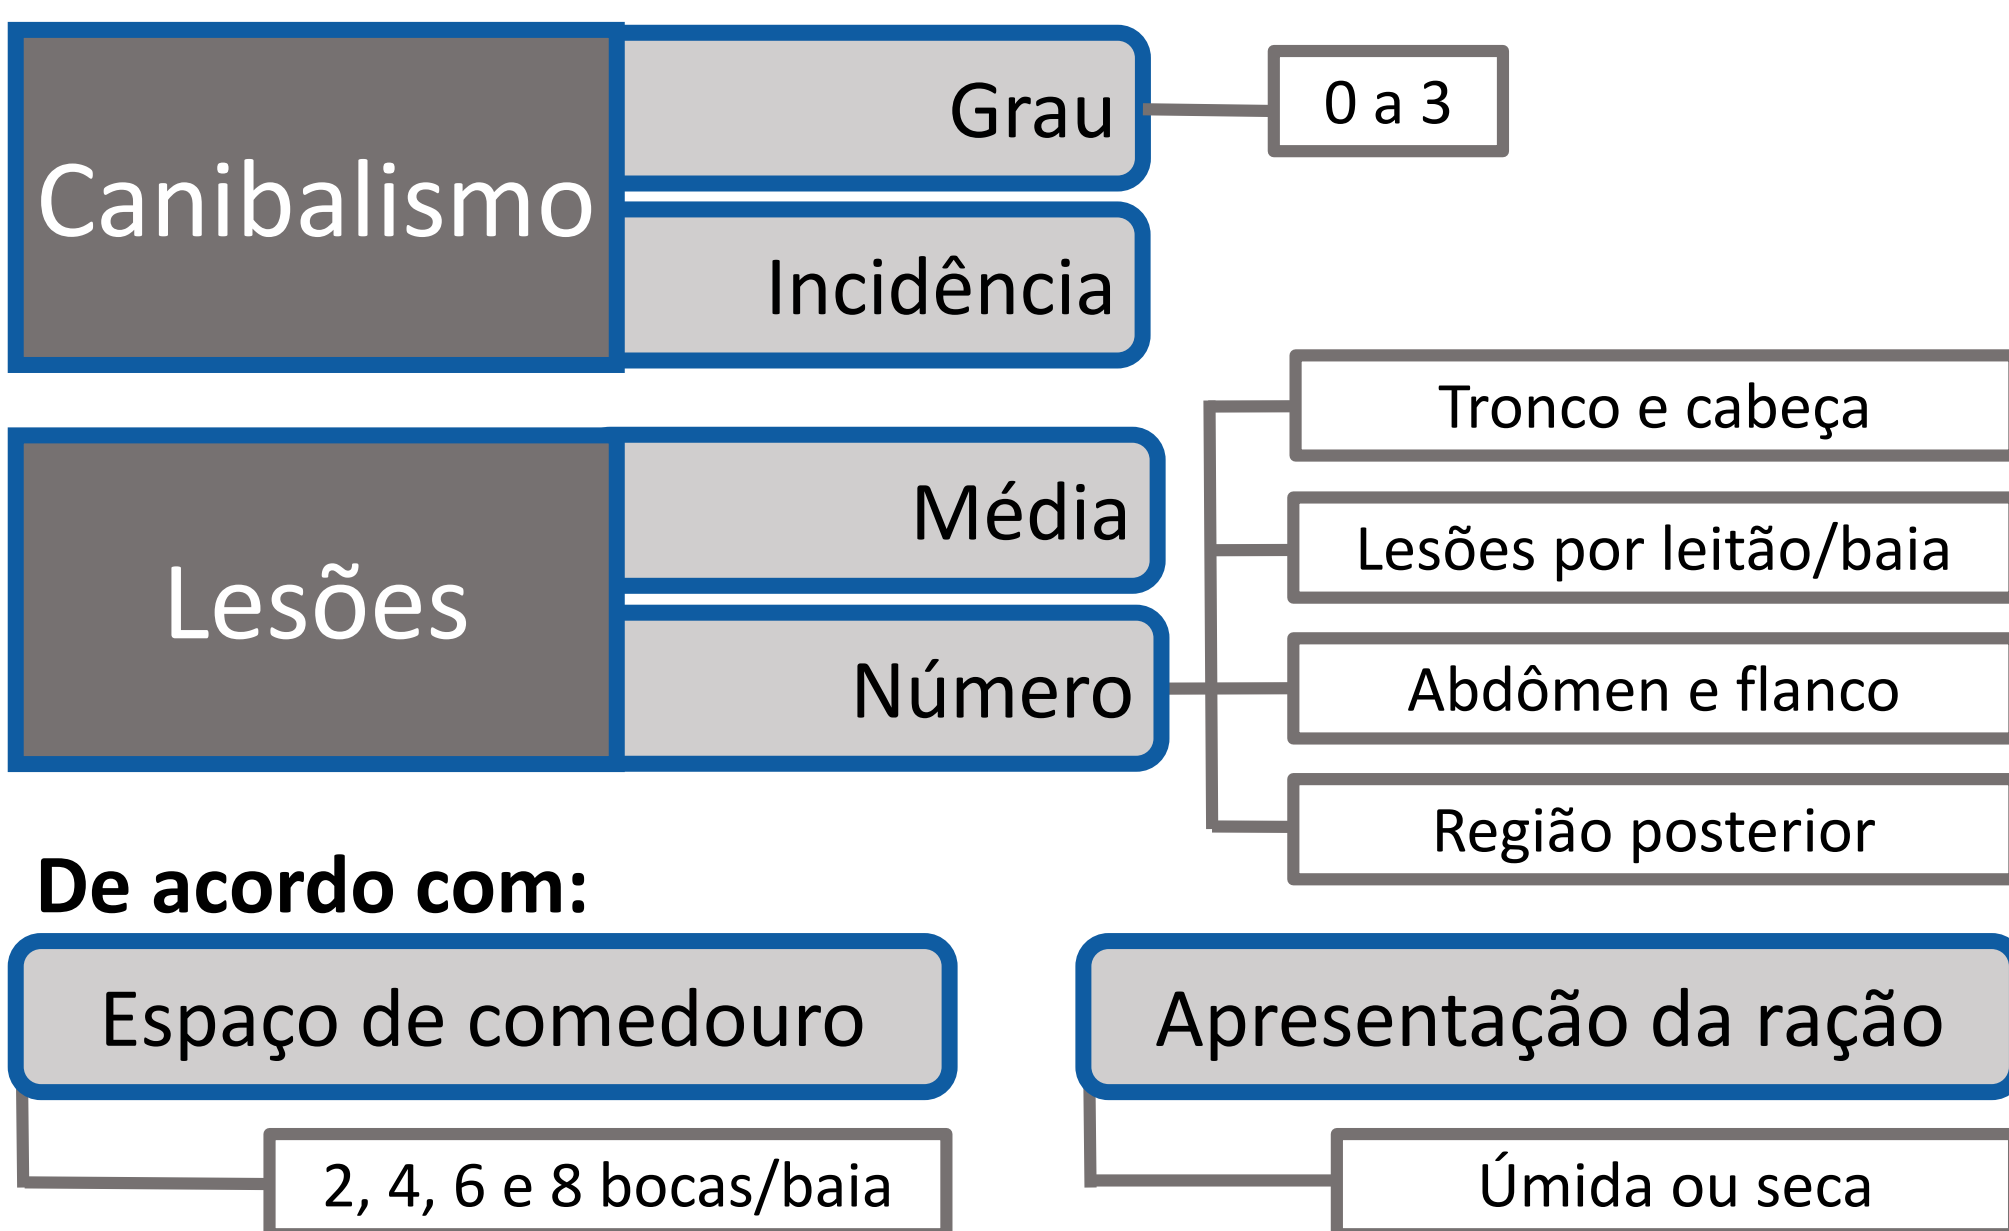 Canibalismo
Grau
0 a 3
Incidência
Lesões
Média
Número
Tronco e cabeça
Lesões por leitão/baia
Abdômen e flanco
Região posterior
De acordo com:
Espaço de comedouro
2, 4, 6 e 8 bocas/baia
Apresentação da ração
Úmida ou seca